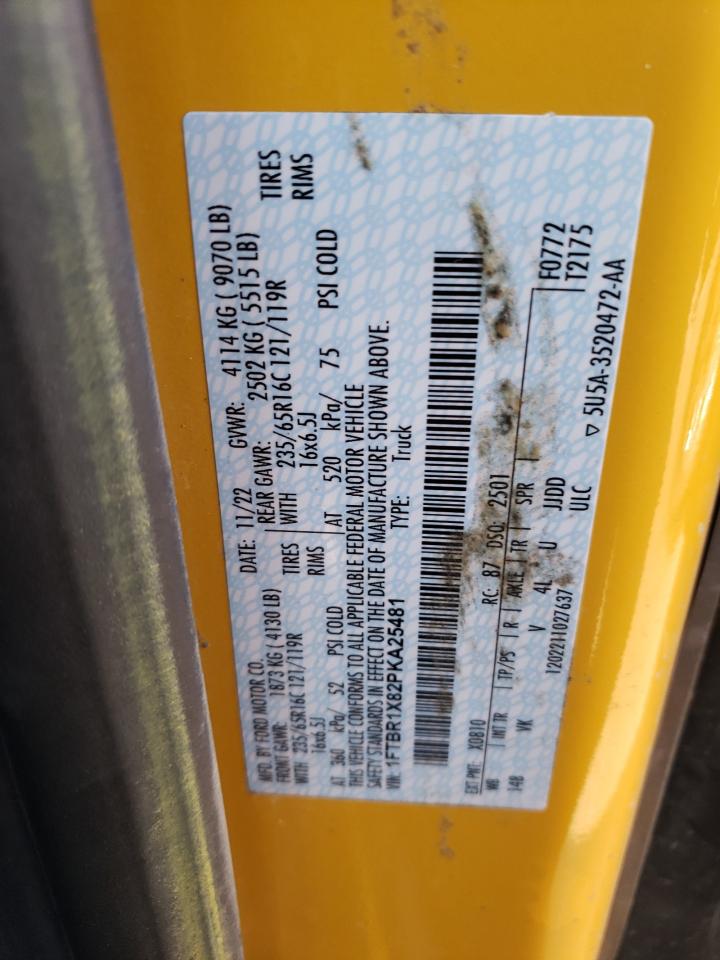 MFD. BY FORD MOTOR CO.
DATE: 11/22 GVWR: 4114 KG ( 9070 LB)
FRONT GAWR: 1873 KG ( 4130 LB) REAR GAWR: 2502 KG ( 5515 LB)
WITH 235/65R16C 121/119R TIRES WITH 235/65R16C 121/119R TIRES
16x6.5J RIMS 16x6.5J RIMS
AT 360 kPa/ 52 PSI COLD AT 520 kPa/ 75 PSI COLD
THIS VEHICLE CONFORMS TO ALL APPLICABLE FEDERAL MOTOR VEHICLE
SAFETY STANDARDS IN EFFECT ON THE DATE OF MANUFACTURE SHOWN ABOVE.
VIN: 1FTBR1X82PKA25481 TYPE: Truck
EXT PNT: X0810 RC: 87 DSO: 2501
WB INT TR TP/PS R AXLE TR SPR F0772
148 VK V 4L U JJDD T2175
1202211027637 ULC
▽ 5U5A-3520472-AA